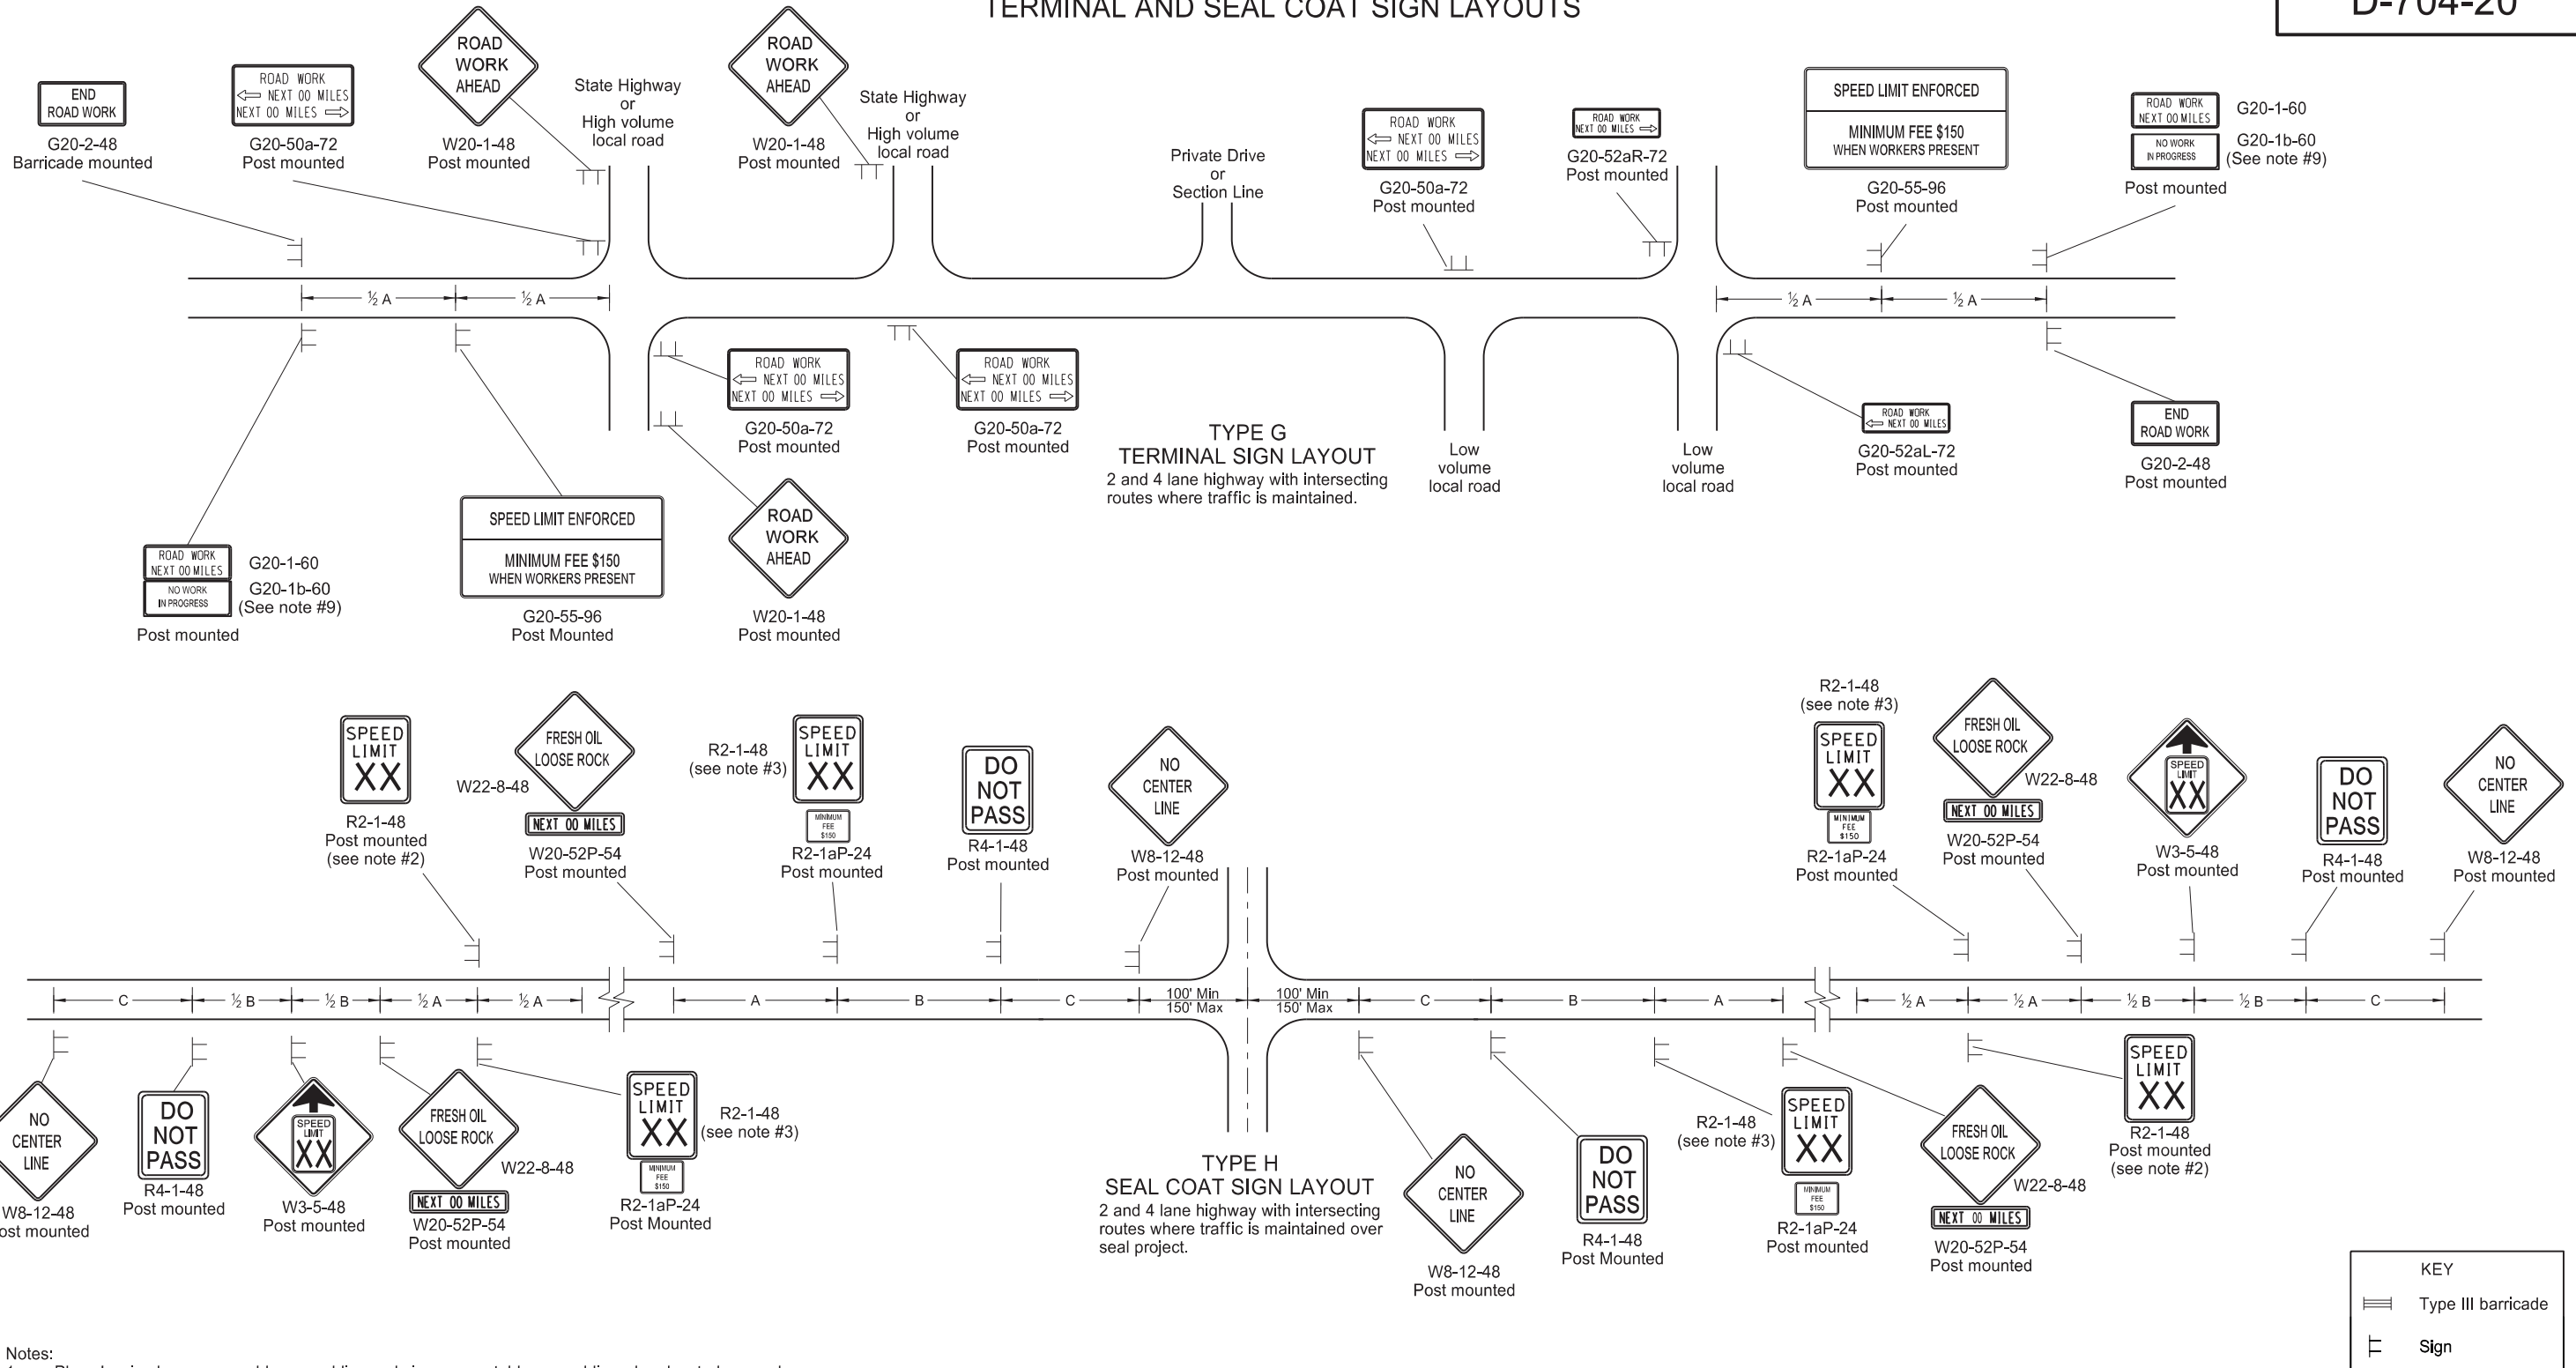 TERMINAL AND SEAL COAT SIGN LAYOUTS
D-704-20
END
ROAD WORK
G20-2-48
Barricade mounted
ROAD WORK
NEXT 00 MILES
NEXT 00 MILES
G20-50a-72
Post mounted
ROAD
WORK
AHEAD
W20-1-48
Post mounted
State Highway
or
High volume
local road
ROAD
WORK
AHEAD
W20-1-48
Post mounted
State Highway
or
High volume
local road
Private Drive
or
Section Line
ROAD WORK
NEXT 00 MILES
NEXT 00 MILES
G20-50a-72
Post mounted
ROAD WORK
NEXT 00 MILES
G20-52aR-72
Post mounted
SPEED LIMIT ENFORCED
MINIMUM FEE $150
WHEN WORKERS PRESENT
G20-55-96
Post mounted
ROAD WORK
NEXT 00 MILES
G20-1-60
NO WORK
IN PROGRESS
G20-1b-60
(See note #9)
Post mounted
½ A
½ A
½ A
½ A
ROAD WORK
NEXT 00 MILES
NEXT 00 MILES
G20-50a-72
Post mounted
ROAD WORK
NEXT 00 MILES
NEXT 00 MILES
G20-50a-72
Post mounted
TYPE G
TERMINAL SIGN LAYOUT
2 and 4 lane highway with intersecting
routes where traffic is maintained.
Low
volume
local road
Low
volume
local road
ROAD WORK
NEXT 00 MILES
G20-52aL-72
Post mounted
END
ROAD WORK
G20-2-48
Post mounted
ROAD WORK
NEXT 00 MILES
G20-1-60
NO WORK
IN PROGRESS
G20-1b-60
(See note #9)
Post mounted
SPEED LIMIT ENFORCED
MINIMUM FEE $150
WHEN WORKERS PRESENT
G20-55-96
Post Mounted
ROAD
WORK
AHEAD
W20-1-48
Post mounted
SPEED
LIMIT
XX
R2-1-48
Post mounted
(see note #2)
FRESH OIL
LOOSE ROCK
W22-8-48
NEXT 00 MILES
W20-52P-54
Post mounted
R2-1-48
(see note #3)
SPEED
LIMIT
XX
MINIMUM
FEE
$150
R2-1aP-24
Post mounted
DO
NOT
PASS
R4-1-48
Post mounted
NO
CENTER
LINE
W8-12-48
Post mounted
R2-1-48
(see note #3)
SPEED
LIMIT
XX
MINIMUM
FEE
$150
R2-1aP-24
Post mounted
FRESH OIL
LOOSE ROCK
W22-8-48
NEXT 00 MILES
W20-52P-54
Post mounted
SPEED
LIMIT
XX
W3-5-48
Post mounted
DO
NOT
PASS
R4-1-48
Post mounted
NO
CENTER
LINE
W8-12-48
Post mounted
C
½ B
½ B
½ A
½ A
A
B
C
100' Min
150' Max
100' Min
150' Max
C
B
A
½ A
½ A
½ B
½ B
C
NO
CENTER
LINE
W8-12-48
ost mounted
DO
NOT
PASS
R4-1-48
Post mounted
SPEED
LIMIT
XX
W3-5-48
Post mounted
FRESH OIL
LOOSE ROCK
W22-8-48
NEXT 00 MILES
W20-52P-54
Post mounted
SPEED
LIMIT
XX
R2-1-48
(see note #3)
MINIMUM
FEE
$150
R2-1aP-24
Post Mounted
TYPE H
SEAL COAT SIGN LAYOUT
2 and 4 lane highway with intersecting
routes where traffic is maintained over
seal project.
NO
CENTER
LINE
W8-12-48
Post mounted
DO
NOT
PASS
R4-1-48
Post Mounted
R2-1-48
(see note #3)
SPEED
LIMIT
XX
MINIMUM
FEE
$150
R2-1aP-24
Post mounted
FRESH OIL
LOOSE ROCK
W22-8-48
NEXT 00 MILES
W20-52P-54
Post mounted
SPEED
LIMIT
XX
R2-1-48
Post mounted
(see note #2)
KEY
Type III barricade
Sign
Notes: